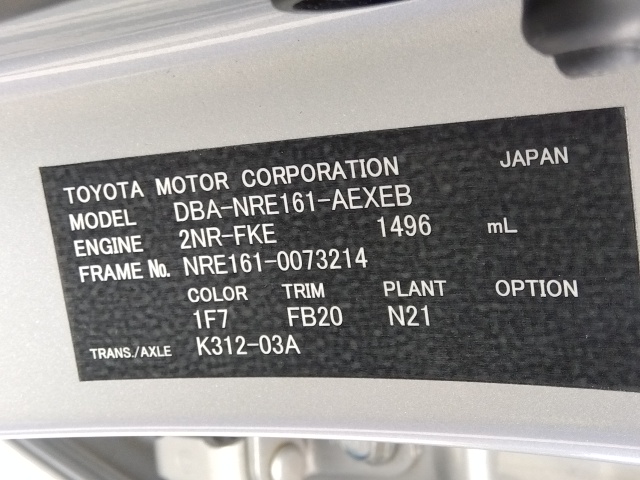 TOYOTA MOTOR CORPORATION JAPAN
MODEL DBA-NRE161-AEXEB
ENGINE 2NR-FKE 1496 mL
FRAME No. NRE161-0073214
COLOR TRIM PLANT OPTION
1F7 FB20 N21
TRANS./AXLE K312-03A